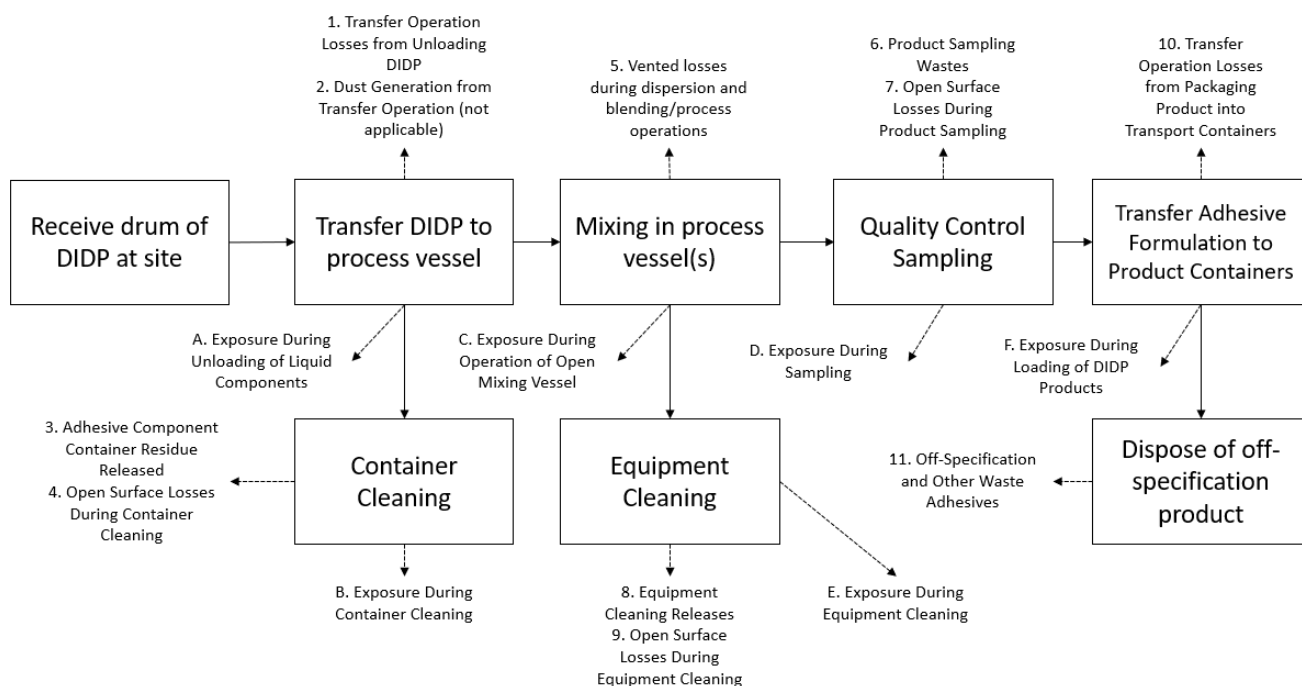 1. Transfer Operation
Losses from Unloading
DIDP
2. Dust Generation from
Transfer Operation (not
applicable)
5. Vented losses
during dispersion and
blending/process
operations
6. Product Sampling
Wastes
7. Open Surface
Losses During
Product Sampling
10. Transfer
Operation Losses
from Packaging
Product into
Transport Containers
Receive drum of
DIDP at site
Transfer DIDP to
process vessel
Mixing in process
vessel(s)
Quality Control
Sampling
Transfer Adhesive
Formulation to
Product Containers
A. Exposure During
Unloading of Liquid
Components
C. Exposure During
Operation of Open
Mixing Vessel
D. Exposure During
Sampling
F. Exposure During
Loading of DIDP
Products
3. Adhesive Component
Container Residue
Released
4. Open Surface Losses
During Container
Cleaning
Container
Cleaning
Equipment
Cleaning
11. Off-Specification
and Other Waste
Adhesives
Dispose of off-
specification
product
B. Exposure During
Container Cleaning
8. Equipment
Cleaning Releases
9. Open Surface
Losses During
Equipment Cleaning
E. Exposure During
Equipment Cleaning